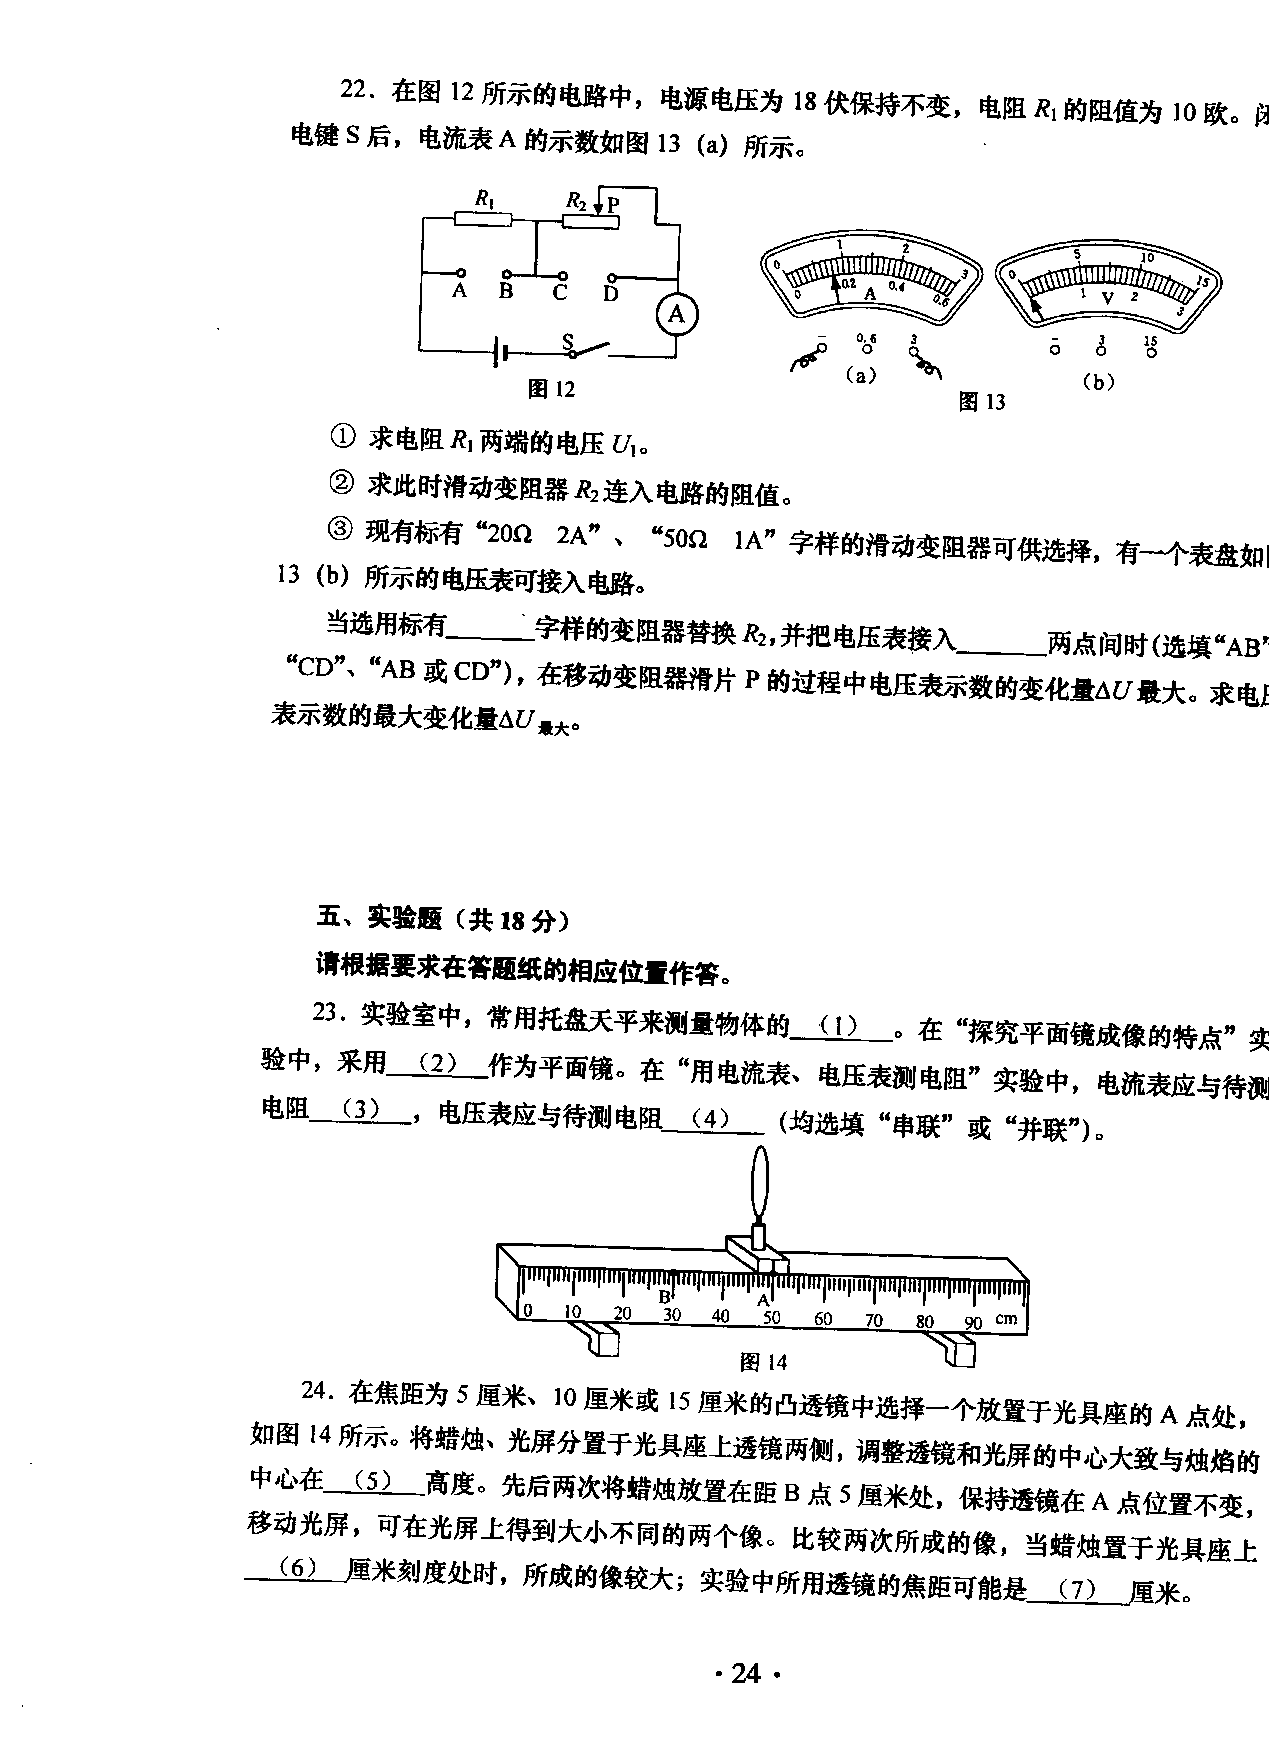 22．在图 12 所示的电路中，电源电压为 18 伏保持不变，电阻 R₁ 的阻值为 10 欧。
电键 S 后，电流表 A 的示数如图 13（a）所示。
R₁ R₂ P
A B C D
A
S
图 12
0 1 2 3
0 0.2 0.4 0.6
A
- 0.6 3
（a）
0 5 10 15
1 V 2 3
- 3 15
（b）
图 13
① 求电阻 R₁ 两端的电压 U₁。
② 求此时滑动变阻器 R₂ 连入电路的阻值。
③ 现有标有“20Ω 2A”、“50Ω 1A”字样的滑动变阻器可供选择，有一个表盘如
13（b）所示的电压表可接入电路。
当选用标有______字样的变阻器替换 R₂，并把电压表接入______两点间时（选填“AB”
“CD”、“AB 或 CD”），在移动变阻器滑片 P 的过程中电压表示数的变化量ΔU 最大。求电
表示数的最大变化量ΔU最大。
五、实验题（共 18 分）
请根据要求在答题纸的相应位置作答。
23．实验室中，常用托盘天平来测量物体的（1）。在“探究平面镜成像的特点”实
验中，采用（2）作为平面镜。在“用电流表、电压表测电阻”实验中，电流表应与待测
电阻（3），电压表应与待测电阻（4）（均选填“串联”或“并联”）。
B A
0 10 20 30 40 50 60 70 80 90 cm
图 14
24．在焦距为 5 厘米、10 厘米或 15 厘米的凸透镜中选择一个放置于光具座的 A 点处，
如图 14 所示。将蜡烛、光屏分置于光具座上透镜两侧，调整透镜和光屏的中心大致与烛焰的
中心在（5）高度。先后两次将蜡烛放置在距 B 点 5 厘米处，保持透镜在 A 点位置不变，
移动光屏，可在光屏上得到大小不同的两个像。比较两次所成的像，当蜡烛置于光具座上
（6）厘米刻度处时，所成的像较大；实验中所用透镜的焦距可能是（7）厘米。
·24·